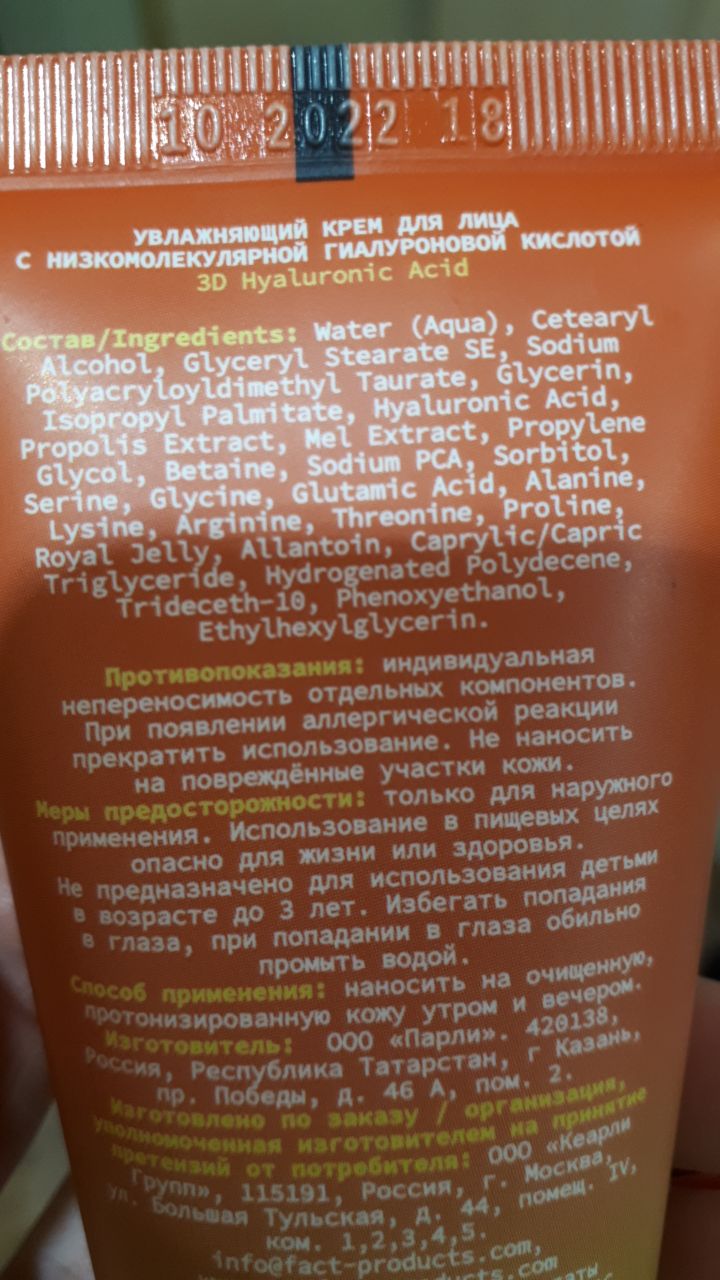 10 2022 18
УВЛАЖНЯЮЩИЙ КРЕМ ДЛЯ ЛИЦА
С НИЗКОМОЛЕКУЛЯРНОЙ ГИАЛУРОНОВОЙ КИСЛОТОЙ
3D Hyaluronic Acid
Состав/Ingredients: Water (Aqua), Cetearyl
Alcohol, Glyceryl Stearate SE, Sodium
Polyacryloyldimethyl Taurate, Glycerin,
Isopropyl Palmitate, Hyaluronic Acid,
Propolis Extract, Mel Extract, Propylene
Glycol, Betaine, Sodium PCA, Sorbitol,
Serine, Glycine, Glutamic Acid, Alanine,
Lysine, Arginine, Threonine, Proline,
Royal Jelly, Allantoin, Caprylic/Capric
Triglyceride, Hydrogenated Polydecene,
Trideceth-10, Phenoxyethanol,
Ethylhexylglycerin.
Противопоказания: индивидуальная
непереносимость отдельных компонентов.
При появлении аллергической реакции
прекратить использование. Не наносить
на повреждённые участки кожи.
Меры предосторожности: только для наружного
применения. Использование в пищевых целях
опасно для жизни или здоровья.
Не предназначено для использования детьми
в возрасте до 3 лет. Избегать попадания
в глаза, при попадании в глаза обильно
промыть водой.
Способ применения: наносить на очищенную,
протонизированную кожу утром и вечером.
Изготовитель: ООО «Парли». 420138,
Россия, Республика Татарстан, г Казань,
пр. Победы, д. 46 А, пом. 2.
Изготовлено по заказу / организация,
уполномоченная изготовителем на принятие
претензий от потребителя: ООО «Кеарли
Групп», 115191, Россия, г. Москва,
ул. Большая Тульская, д. 44, помещ. IV,
ком. 1,2,3,4,5.
info@fact-products.com,